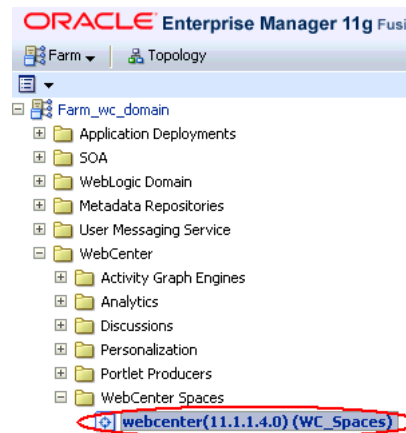 ORACLE Enterprise Manager 11g Fusi
Farm Topology
Farm_wc_domain
Application Deployments
SOA
WebLogic Domain
Metadata Repositories
User Messaging Service
WebCenter
Activity Graph Engines
Analytics
Discussions
Personalization
Portlet Producers
WebCenter Spaces
webcenter(11.1.1.4.0) (WC_Spaces)